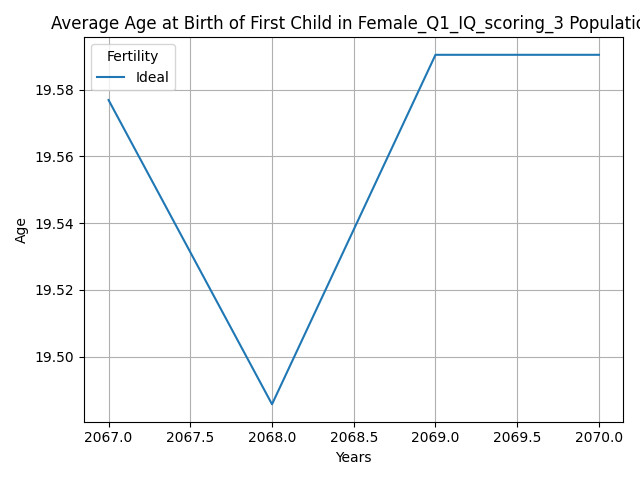 Average Age at Birth of First Child in Female_Q1_IQ_scoring_3 Populatio
Fertility
Ideal
19.58
19.56
19.54
19.52
19.50
Age
2067.0 2067.5 2068.0 2068.5 2069.0 2069.5 2070.0
Years